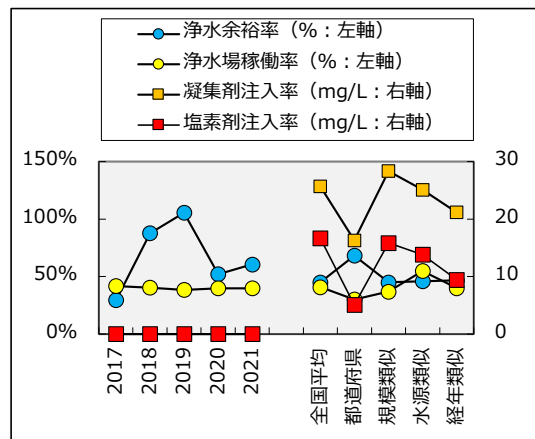 浄水余裕率（%：左軸）
浄水場稼働率（%：左軸）
凝集剤注入率（mg/L：右軸）
塩素剤注入率（mg/L：右軸）
150%
100%
50%
0%
30
20
10
0
2017
2018
2019
2020
2021
全国平均
都道府県
規模類似
水源類似
経年類似